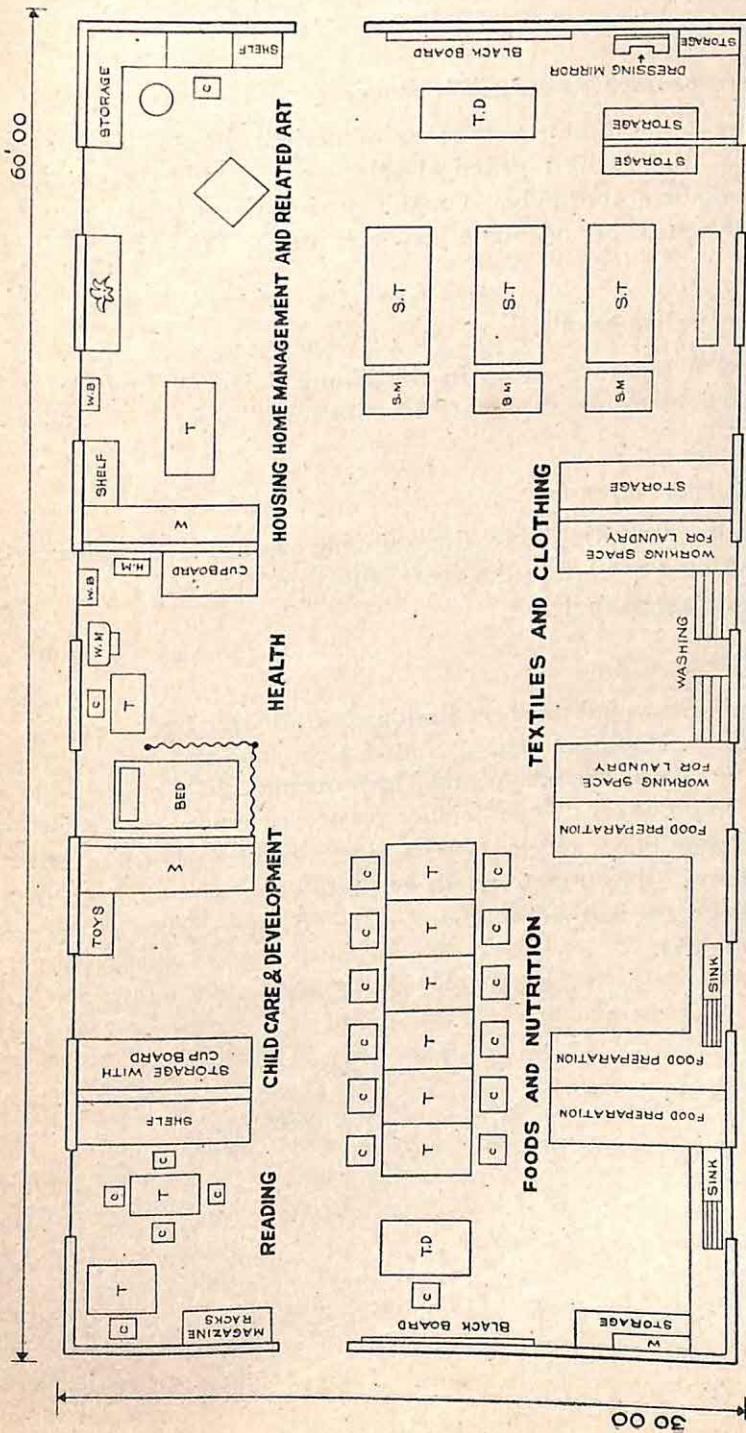 60' 00
30 00
STORAGE
SHELF
C
W.B
SHELF
T
W
HOUSING HOME MANAGEMENT AND RELATED ART
CUPBOARD
H.M
W.B
W.M
C
T
HEALTH
BED
W
TOYS
CHILD CARE & DEVELOPMENT
STORAGE WITH
CUP BOARD
SHELF
C
C
T
C
C
READING
T
C
MAGAZINE
RACKS
BLACK BOARD
T.D
DRESSING MIRROR
STORAGE
STORAGE
STORAGE
S.T
S.T
S.T
S.M
S.M
S.M
STORAGE
WORKING SPACE
FOR LAUNDRY
TEXTILES AND CLOTHING
WASHING
WORKING SPACE
FOR LAUNDRY
FOOD PREPARATION
C
C
C
C
C
C
T
T
T
T
T
T
C
C
C
C
C
C
FOODS AND NUTRITION
SINK
FOOD PREPARATION
FOOD PREPARATION
SINK
T.D
C
BLACK BOARD
STORAGE
W